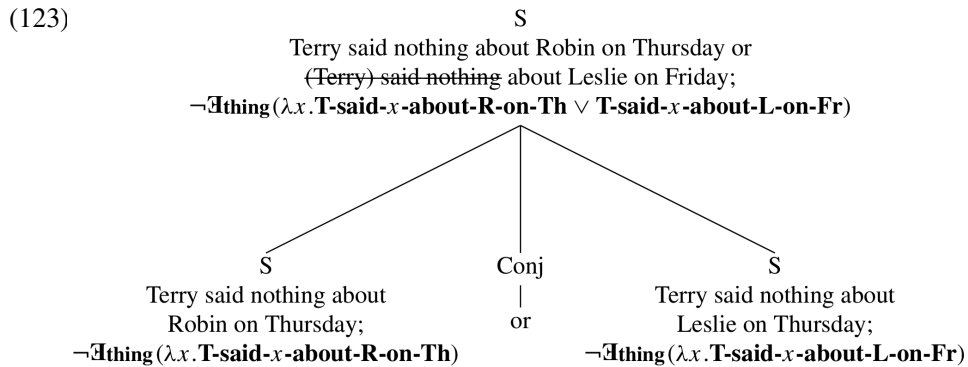 (123)
S
Terry said nothing about Robin on Thursday or
(Terry) said nothing about Leslie on Friday;
¬∃thing(λx.T-said-x-about-R-on-Th ∨ T-said-x-about-L-on-Fr)
S Conj S
Terry said nothing about or Terry said nothing about
Robin on Thursday; Leslie on Thursday;
¬∃thing(λx.T-said-x-about-R-on-Th) ¬∃thing(λx.T-said-x-about-L-on-Fr)